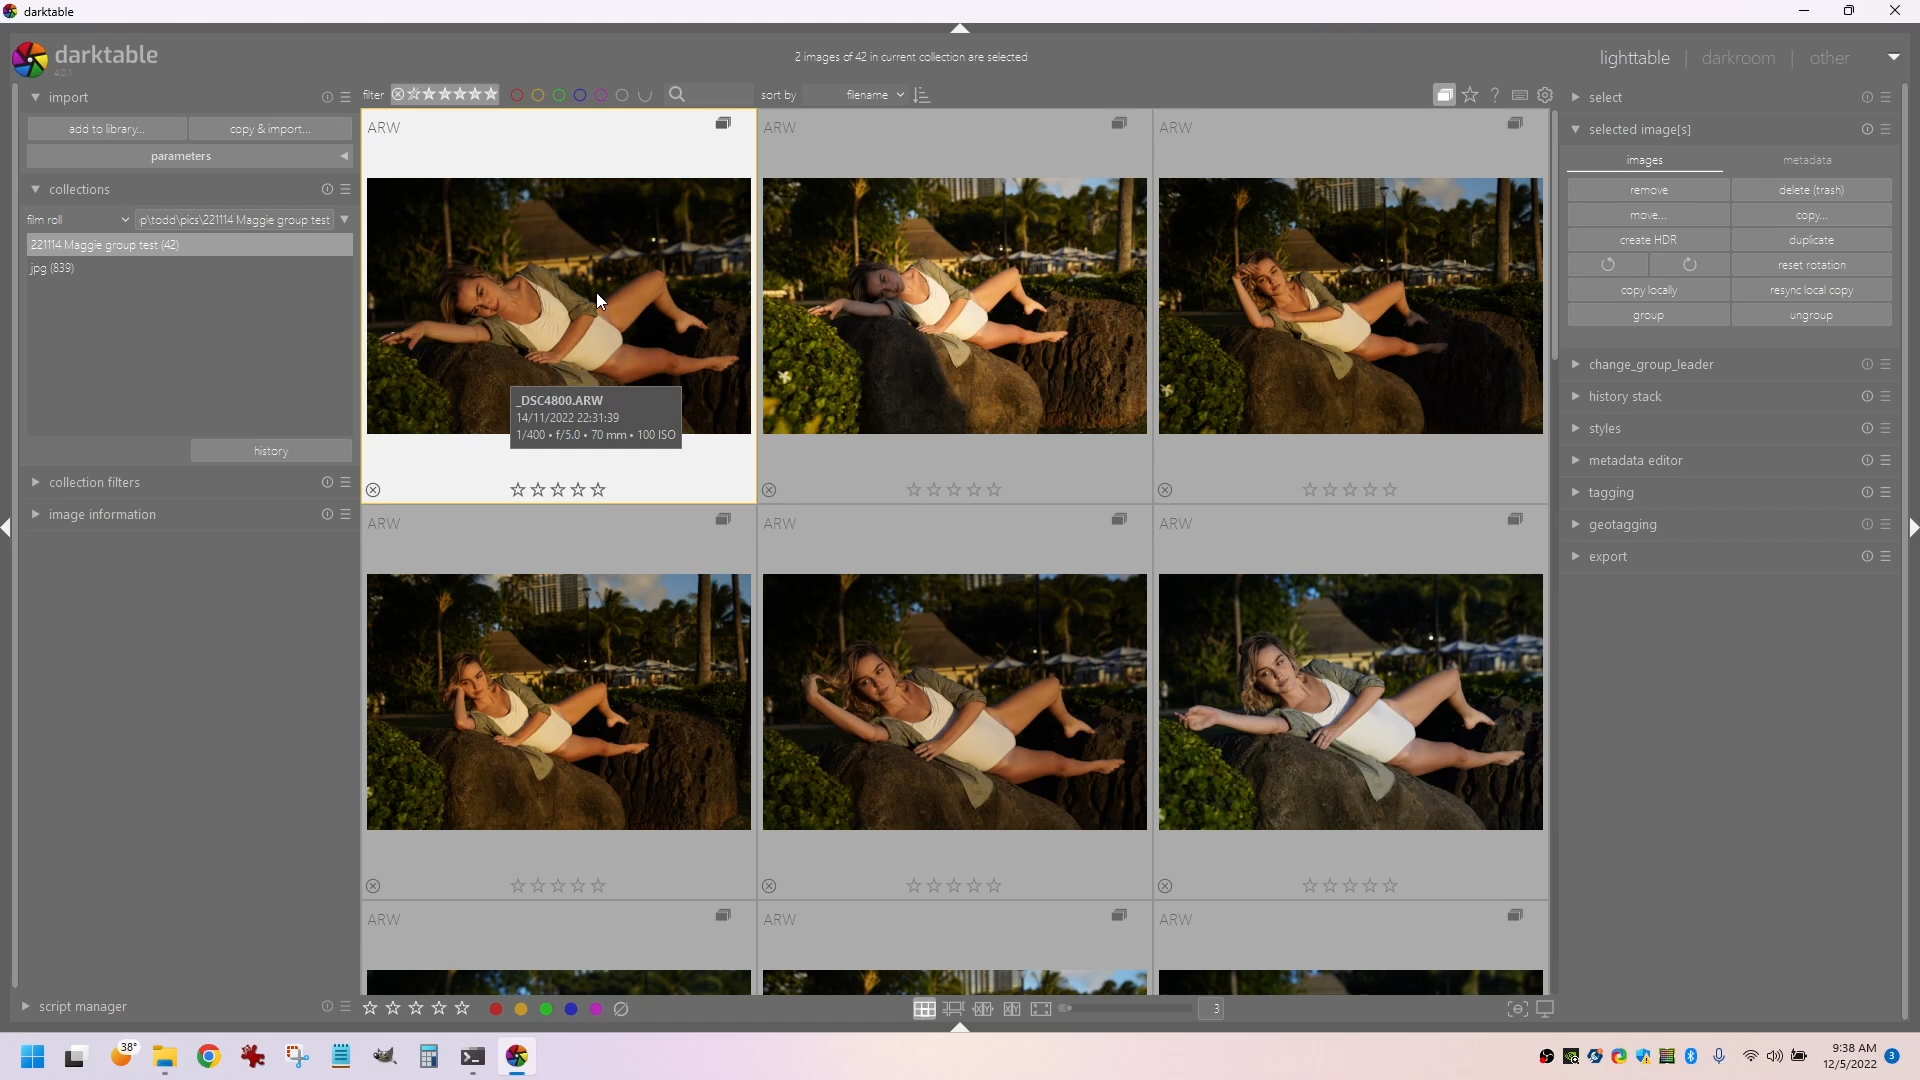 darktable
darktable
4.0.1
2 images of 42 in current collection are selected
lighttable | darkroom | other
import
filter
sort by filename
select
add to library...
copy & import...
parameters
collections
film roll
p\todd\pics\221114 Maggie group test
221114 Maggie group test (42)
jpg (839)
history
collection filters
image information
script manager
ARW
ARW
ARW
_DSC4800.ARW
14/11/2022 22:31:39
1/400 • f/5.0 • 70 mm • 100 ISO
ARW
ARW
ARW
ARW
ARW
ARW
3
selected image[s]
images
metadata
remove
delete (trash)
move...
copy...
create HDR
duplicate
reset rotation
copy locally
resync local copy
group
ungroup
change_group_leader
history stack
styles
metadata editor
tagging
geotagging
export
38°
9:38 AM
12/5/2022
3